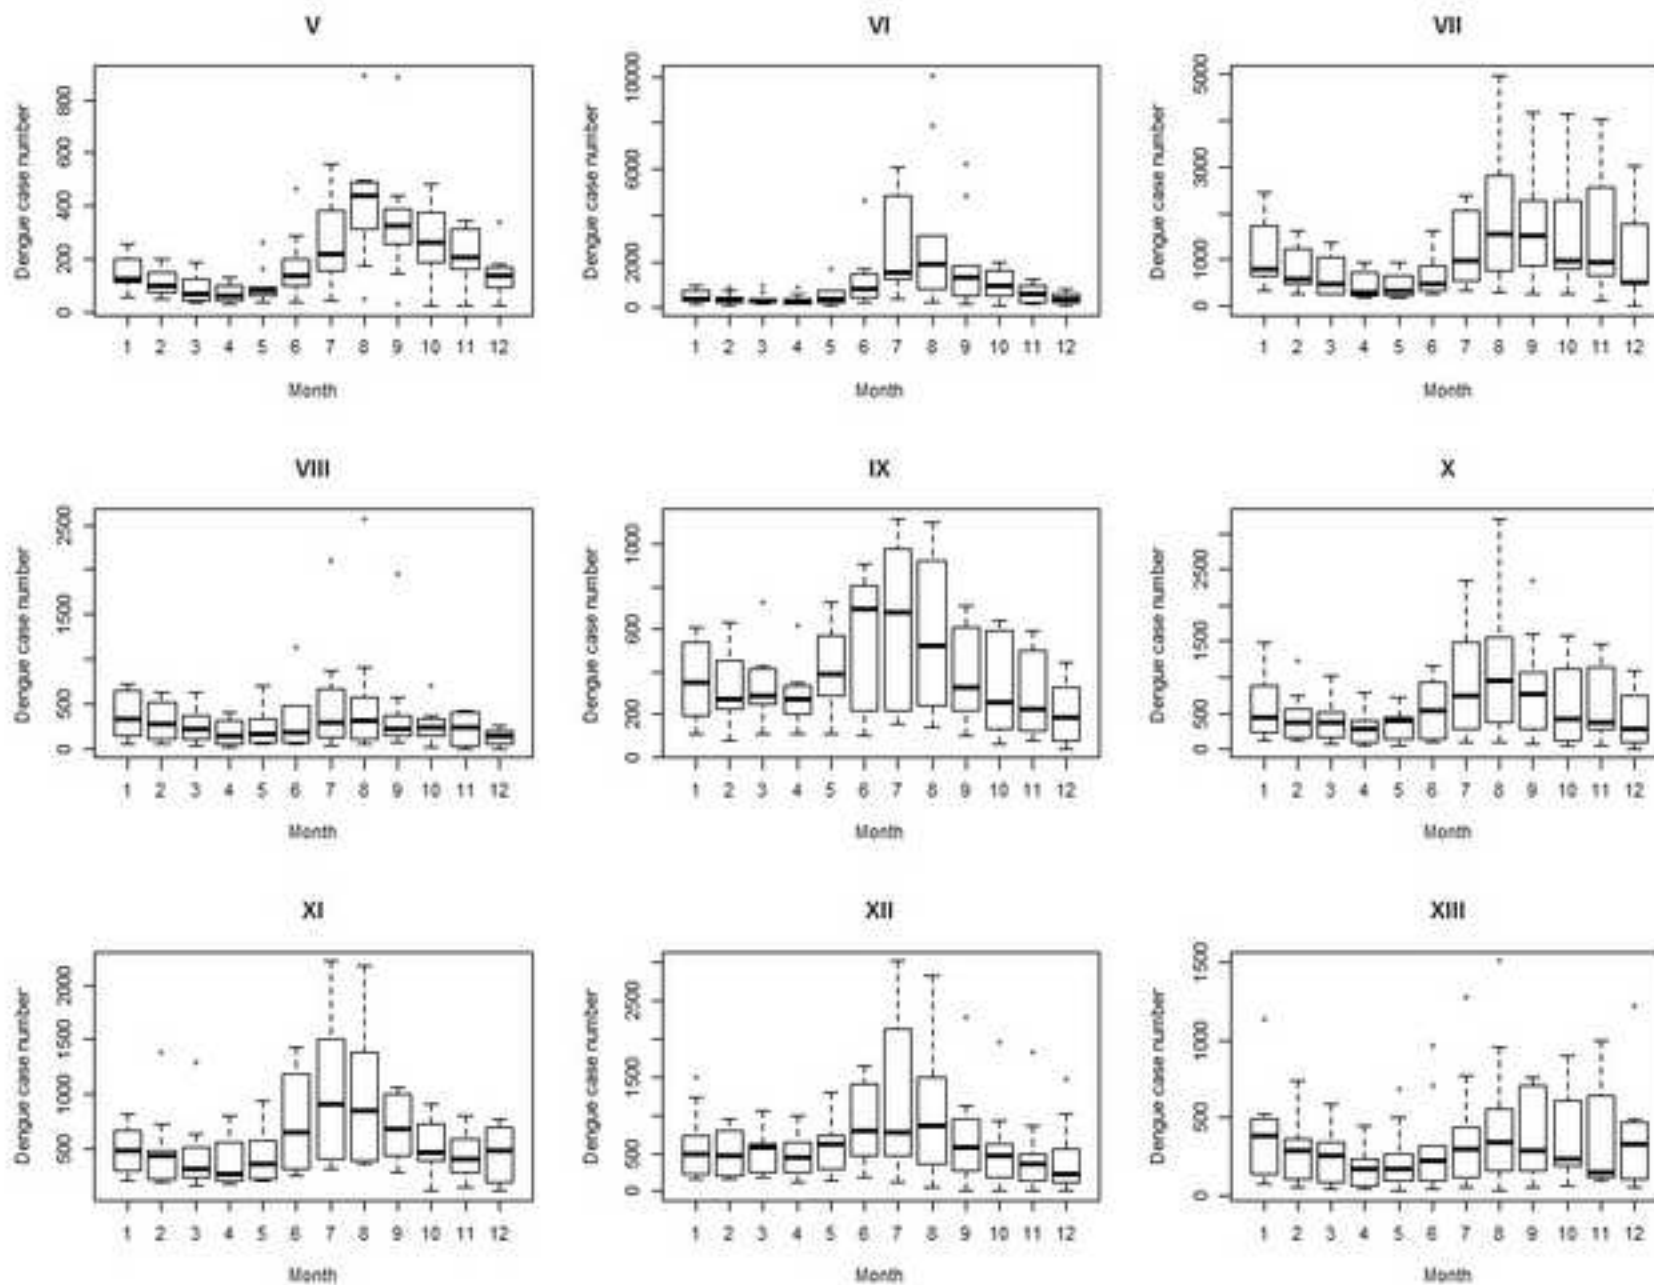 V
Dengue case number
0 200 400 600 800
1 2 3 4 5 6 7 8 9 10 11 12
Month
VI
Dengue case number
0 2000 6000 10000
1 2 3 4 5 6 7 8 9 10 11 12
Month
VII
Dengue case number
0 1000 3000 5000
1 2 3 4 5 6 7 8 9 10 11 12
Month
VIII
Dengue case number
0 500 1500 2500
1 2 3 4 5 6 7 8 9 10 11 12
Month
IX
Dengue case number
0 200 600 1000
1 2 3 4 5 6 7 8 9 10 11 12
Month
X
Dengue case number
0 500 1500 2500
1 2 3 4 5 6 7 8 9 10 11 12
Month
XI
Dengue case number
500 1000 1500 2000
1 2 3 4 5 6 7 8 9 10 11 12
Month
XII
Dengue case number
0 500 1500 2500
1 2 3 4 5 6 7 8 9 10 11 12
Month
XIII
Dengue case number
0 500 1000 1500
1 2 3 4 5 6 7 8 9 10 11 12
Month